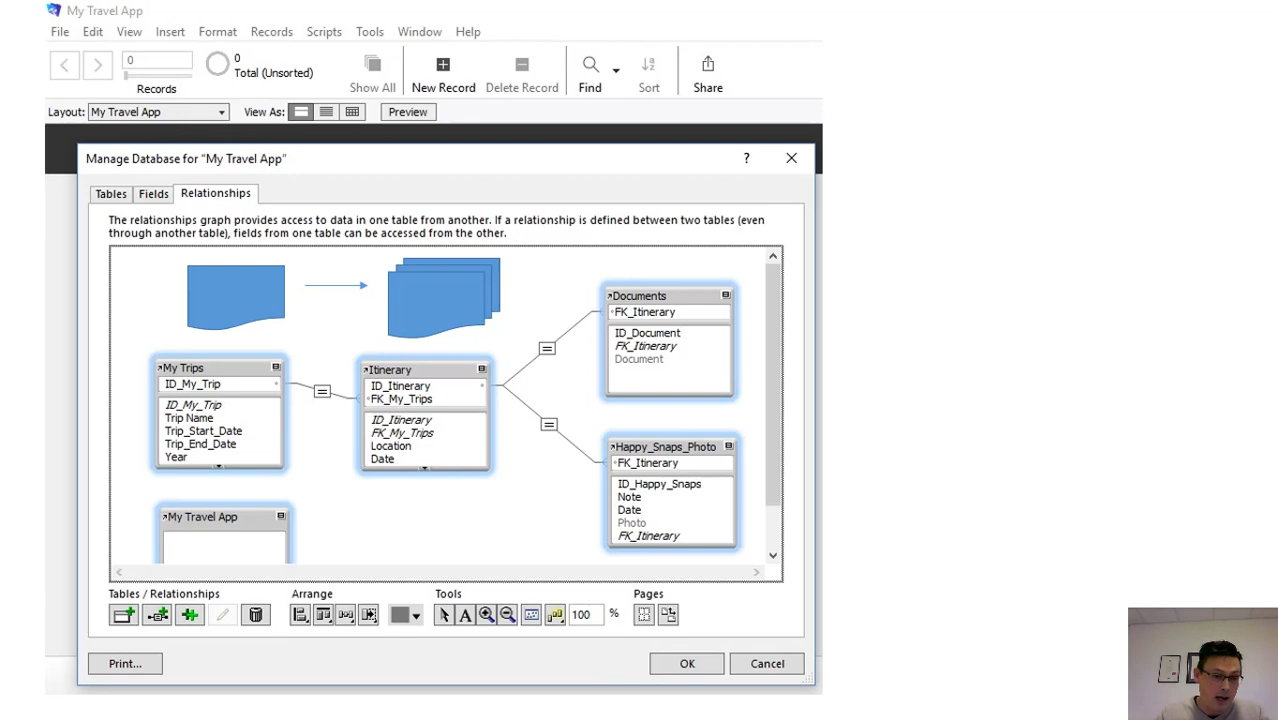 My Travel App
File Edit View Insert Format Records Scripts Tools Window Help
0
0
Total (Unsorted)
Records
Show All
New Record
Delete Record
Find
Sort
Share
Layout: My Travel App
View As:
Preview
Manage Database for "My Travel App"
?
Tables Fields Relationships
The relationships graph provides access to data in one table from another. If a relationship is defined between two tables (even
through another table), fields from one table can be accessed from the other.
My Trips
ID_My_Trip
ID_My_Trip
Trip Name
Trip_Start_Date
Trip_End_Date
Year
Itinerary
ID_Itinerary
FK_My_Trips
ID_Itinerary
FK_My_Trips
Location
Date
Documents
FK_Itinerary
ID_Document
FK_Itinerary
Document
Happy_Snaps_Photo
FK_Itinerary
ID_Happy_Snaps
Note
Date
Photo
FK_Itinerary
My Travel App
=
=
=
Tables / Relationships
Arrange
Tools
Pages
A
100 %
Print...
OK
Cancel